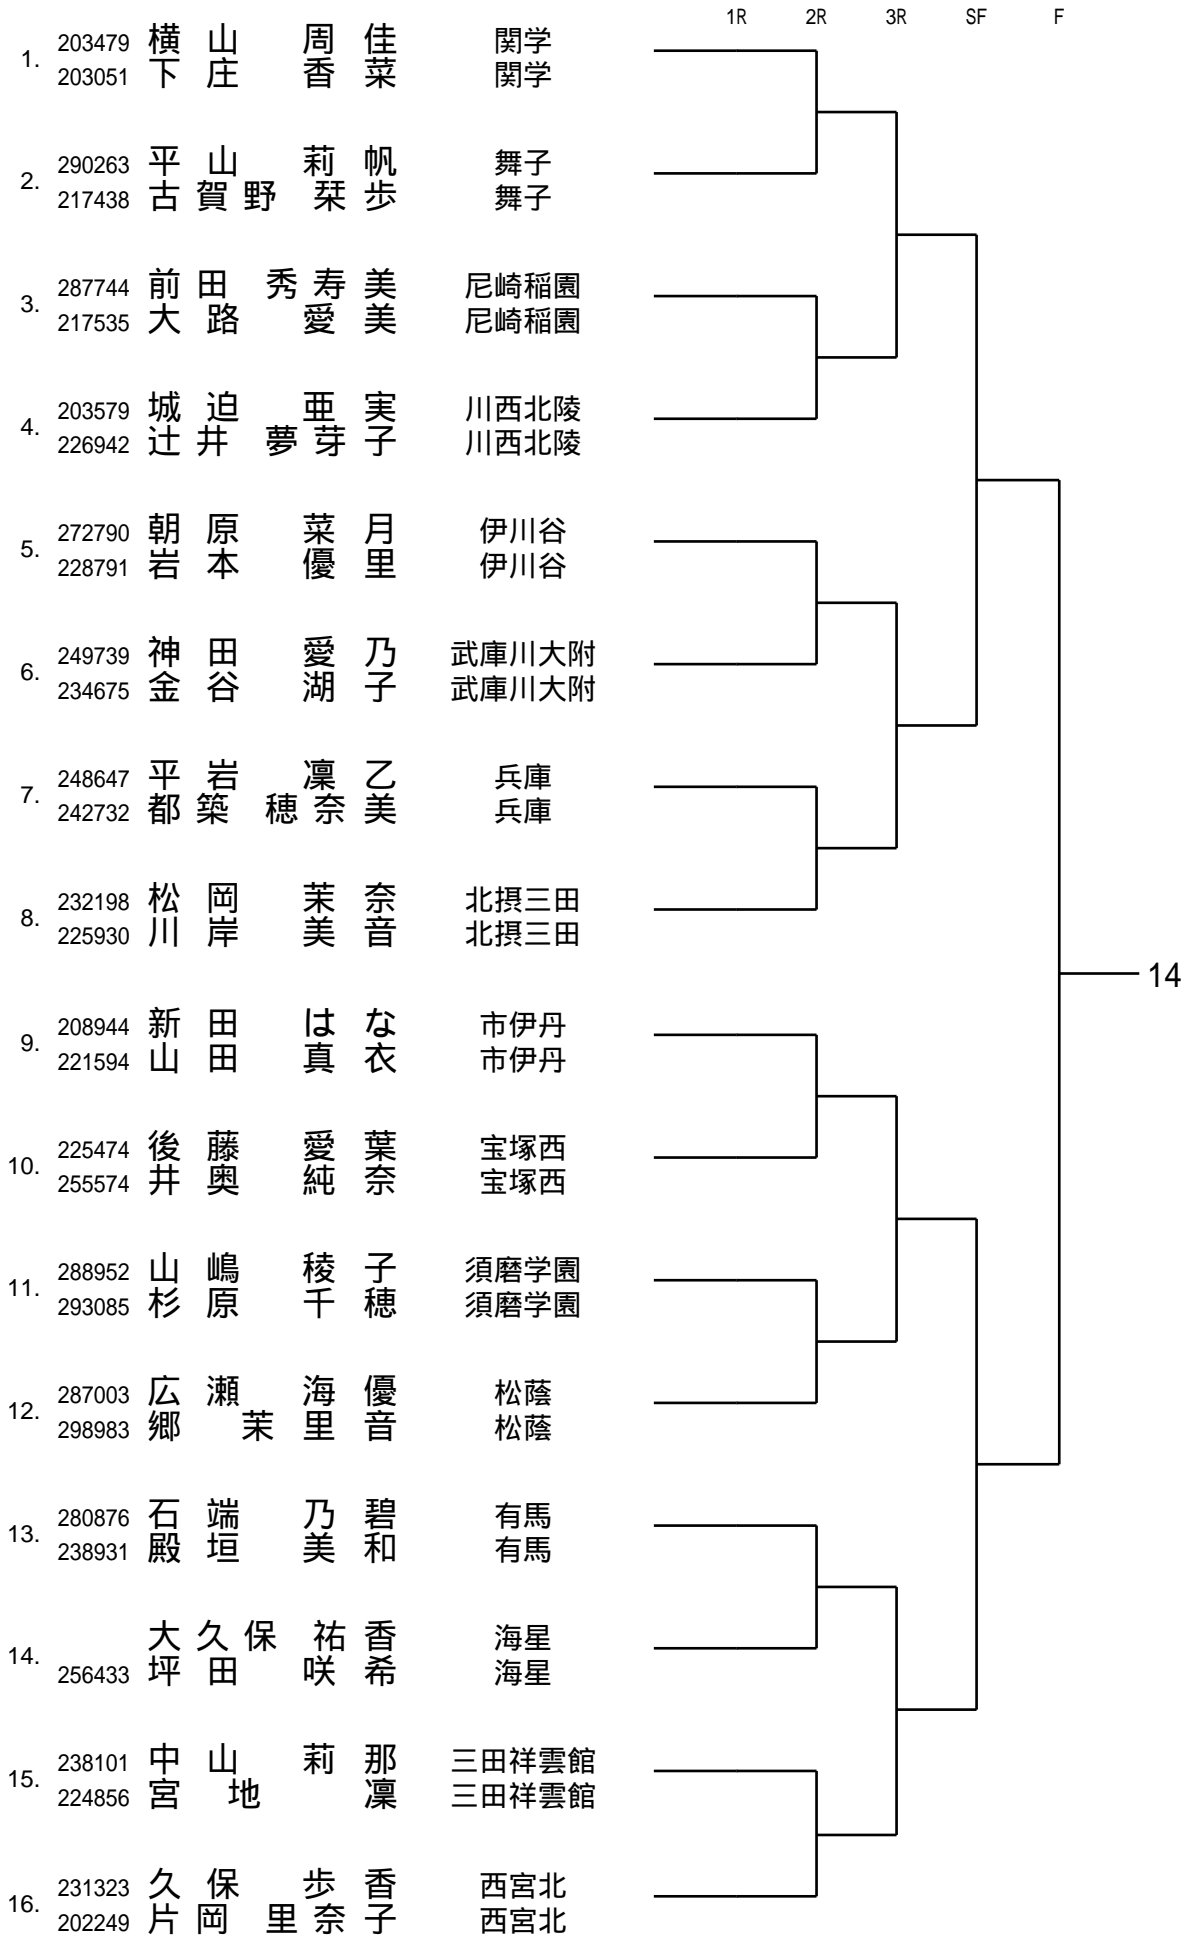 1R 2R 3R SF F
1. 203479 横山 周佳 関学
203051 下庄 香菜 関学
2. 290263 平山 莉帆 舞子
217438 古賀野 栞歩 舞子
3. 287744 前田 秀寿美 尼崎稲園
217535 大路 愛美 尼崎稲園
4. 203579 城迫 亜実 川西北陵
226942 辻井 夢芽子 川西北陵
5. 272790 朝原 菜月 伊川谷
228791 岩本 優里 伊川谷
6. 249739 神田 愛乃 武庫川大附
234675 金谷 湖子 武庫川大附
7. 248647 平岩 凜乙 兵庫
242732 都築 穂奈美 兵庫
8. 232198 松岡 茉奈 北摂三田
225930 川岸 美音 北摂三田
14
9. 208944 新田 はな 市伊丹
221594 山田 真衣 市伊丹
10. 225474 後藤 愛葉 宝塚西
255574 井奥 純奈 宝塚西
11. 288952 山嶋 稜子 須磨学園
293085 杉原 千穂 須磨学園
12. 287003 広瀬 海優 松蔭
298983 郷 茉里音 松蔭
13. 280876 石端 乃碧 有馬
238931 殿垣 美和 有馬
14. 大久保 祐香 海星
256433 坪田 咲希 海星
15. 238101 中山 莉那 三田祥雲館
224856 宮地 凜 三田祥雲館
16. 231323 久保 歩香 西宮北
202249 片岡 里奈子 西宮北